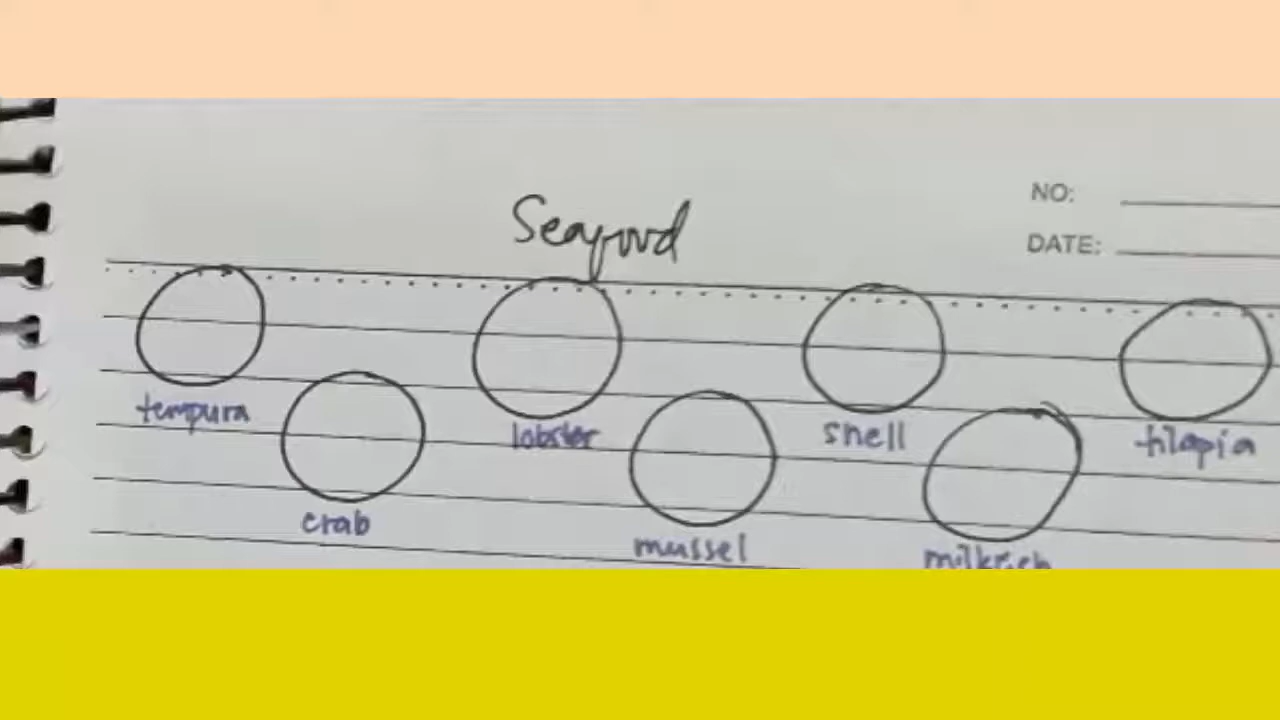 Seafood
NO:
DATE:
tempura
lobster
shell
tilapia
crab
mussel